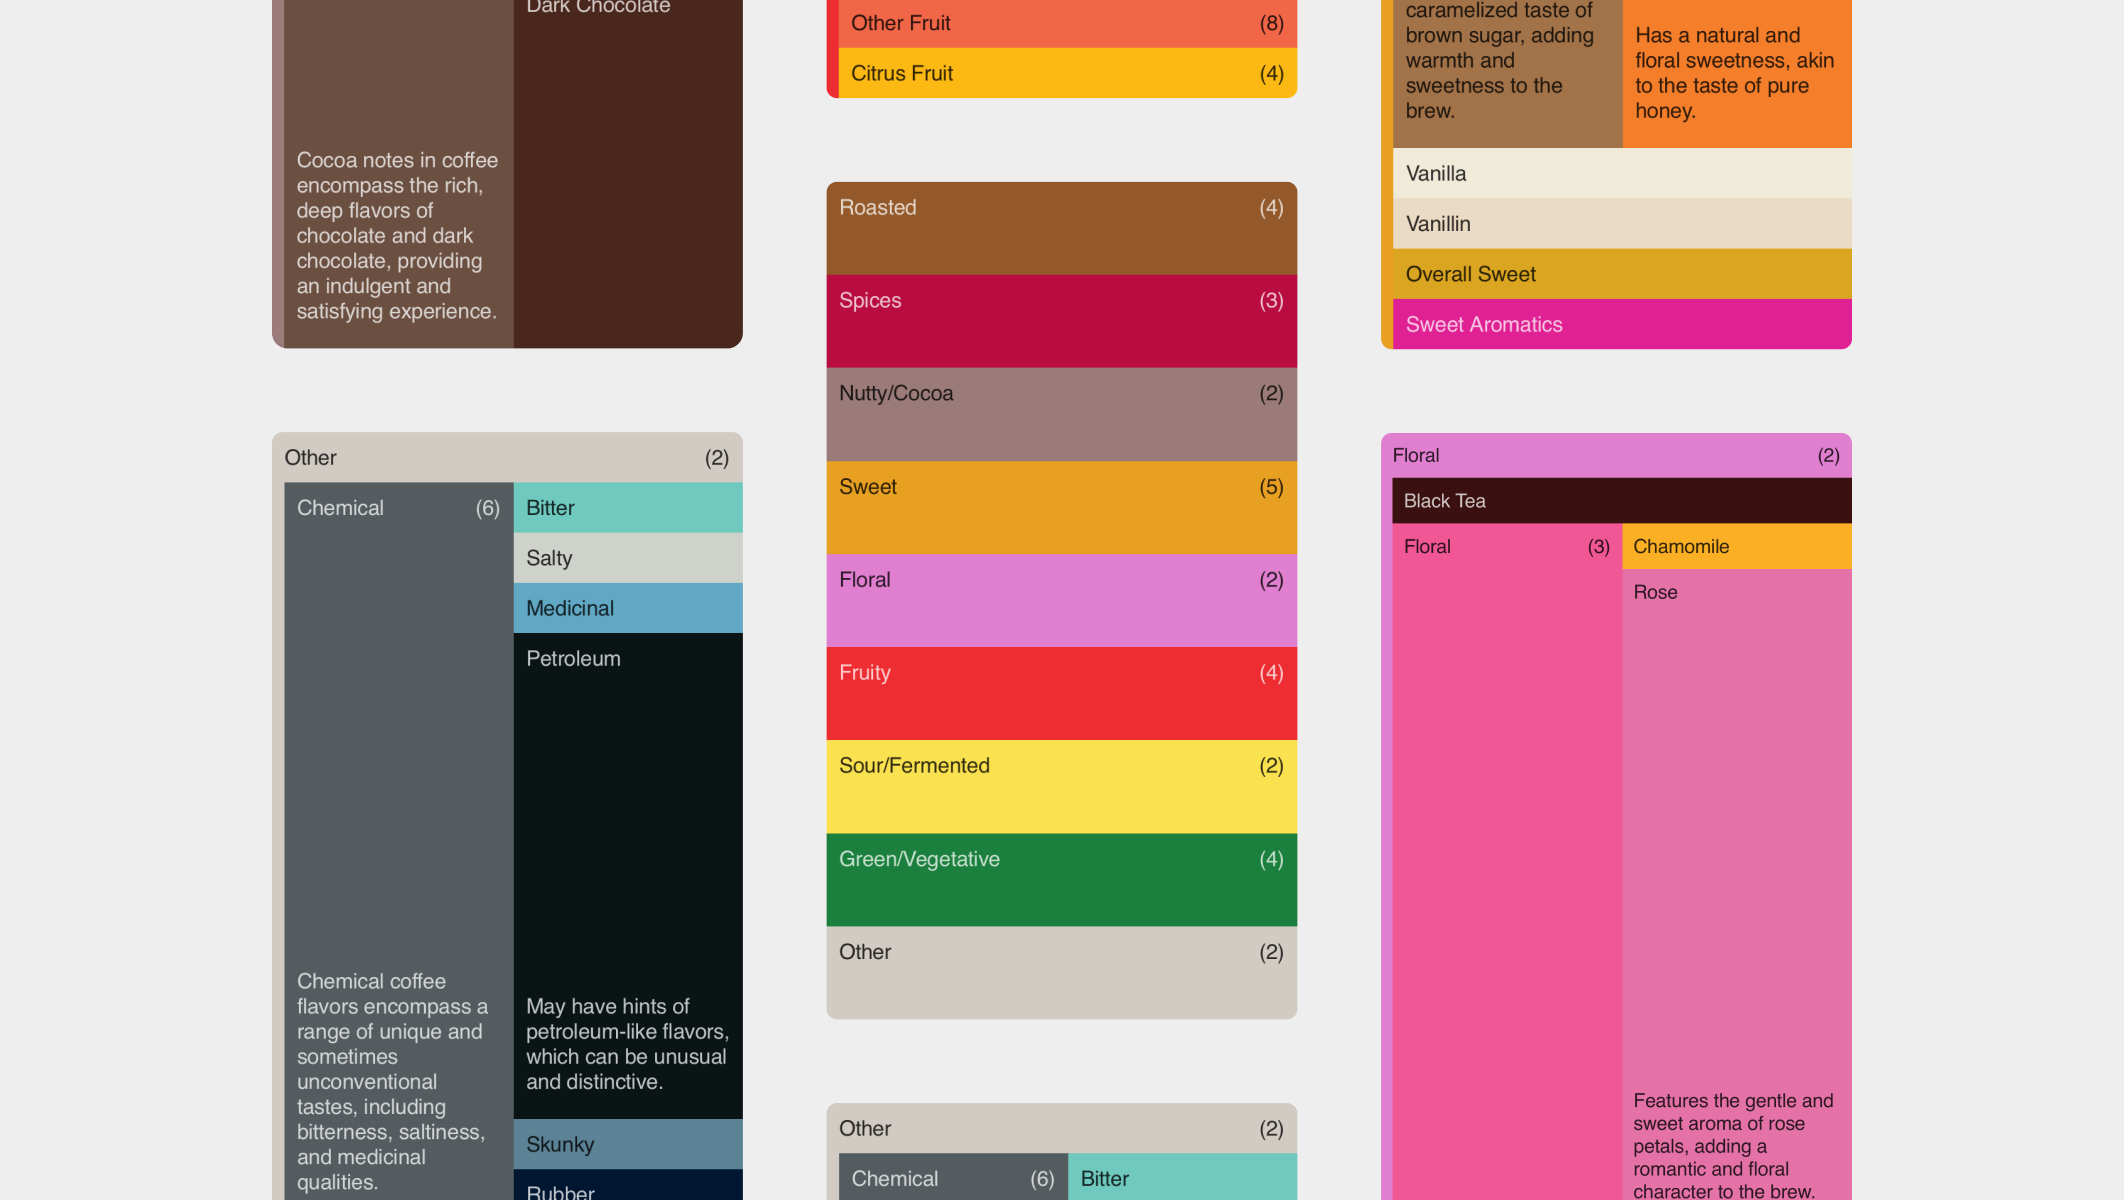 Dark Chocolate
Cocoa notes in coffee
encompass the rich,
deep flavors of
chocolate and dark
chocolate, providing
an indulgent and
satisfying experience.
Other (2)
Chemical (6)
Chemical coffee
flavors encompass a
range of unique and
sometimes
unconventional
tastes, including
bitterness, saltiness,
and medicinal
qualities.
Bitter
Salty
Medicinal
Petroleum
May have hints of
petroleum-like flavors,
which can be unusual
and distinctive.
Skunky
Rubber
Other Fruit (8)
Citrus Fruit (4)
Roasted (4)
Spices (3)
Nutty/Cocoa (2)
Sweet (5)
Floral (2)
Fruity (4)
Sour/Fermented (2)
Green/Vegetative (4)
Other (2)
Other (2)
Chemical (6)
Bitter
caramelized taste of
brown sugar, adding
warmth and
sweetness to the
brew.
Has a natural and
floral sweetness, akin
to the taste of pure
honey.
Vanilla
Vanillin
Overall Sweet
Sweet Aromatics
Floral (2)
Black Tea
Floral (3)
Chamomile
Rose
Features the gentle and
sweet aroma of rose
petals, adding a
romantic and floral
character to the brew.